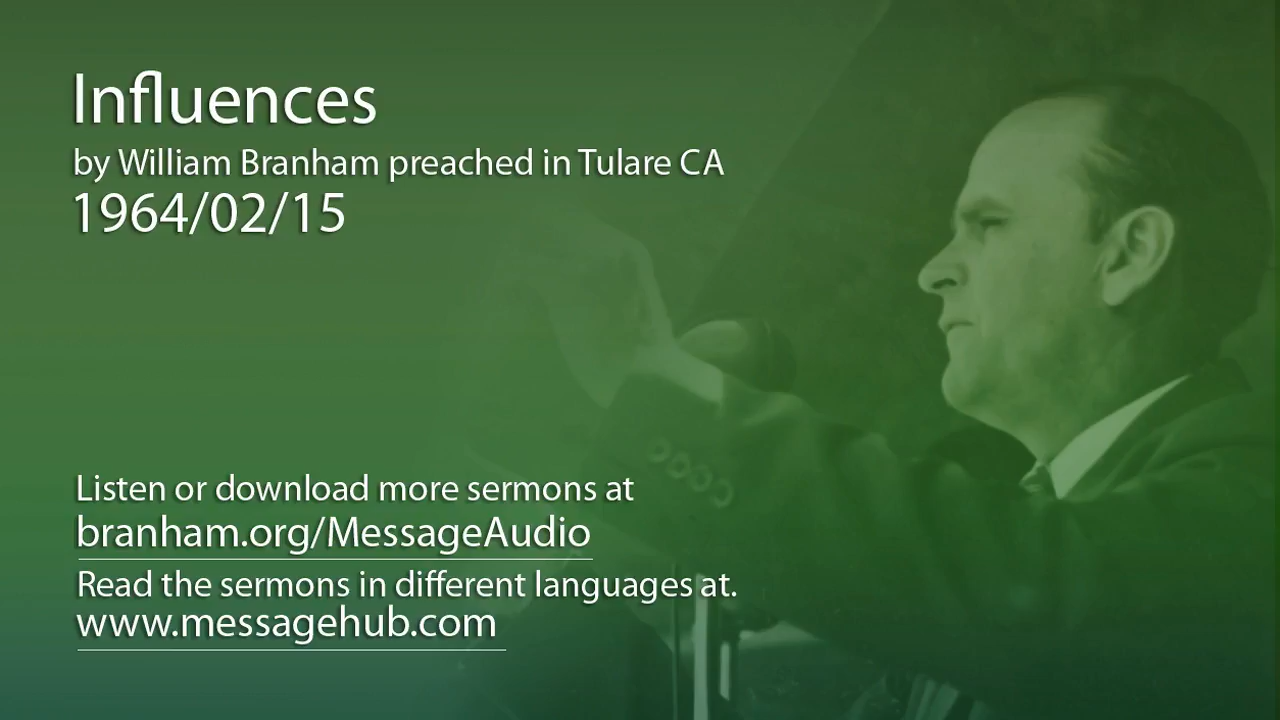 Influences
by William Branham preached in Tulare CA
1964/02/15
Listen or download more sermons at
branham.org/MessageAudio
Read the sermons in different languages at.
www.messagehub.com